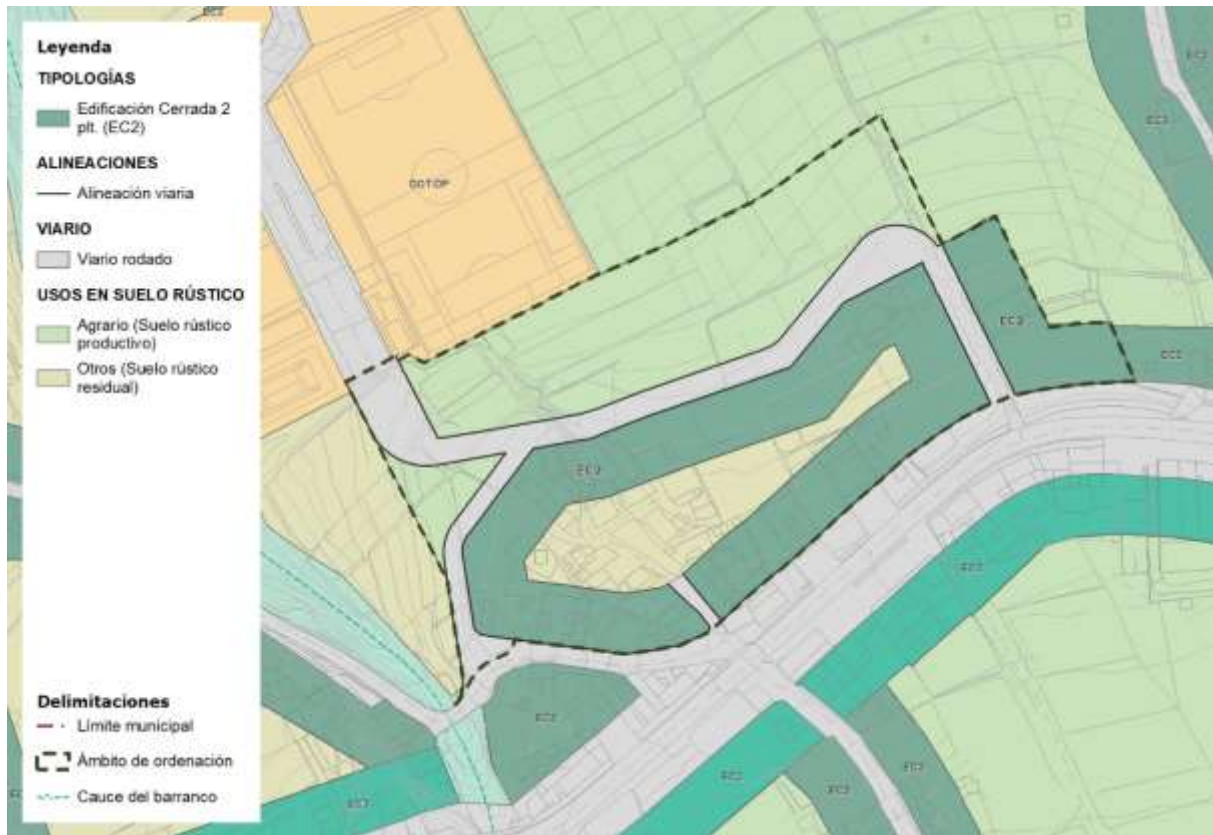 Leyenda
TIPOLOGÍAS
Edificación Cerrada 2
plt. (EC2)
ALINEACIONES
Alineación viaria
VIARIO
Viario rodado
USOS EN SUELO RÚSTICO
Agrario (Suelo rústico
productivo)
Otros (Suelo rústico
residual)
Delimitaciones
Límite municipal
Ámbito de ordenación
Cauce del barranco
EC2
EC2
EC2